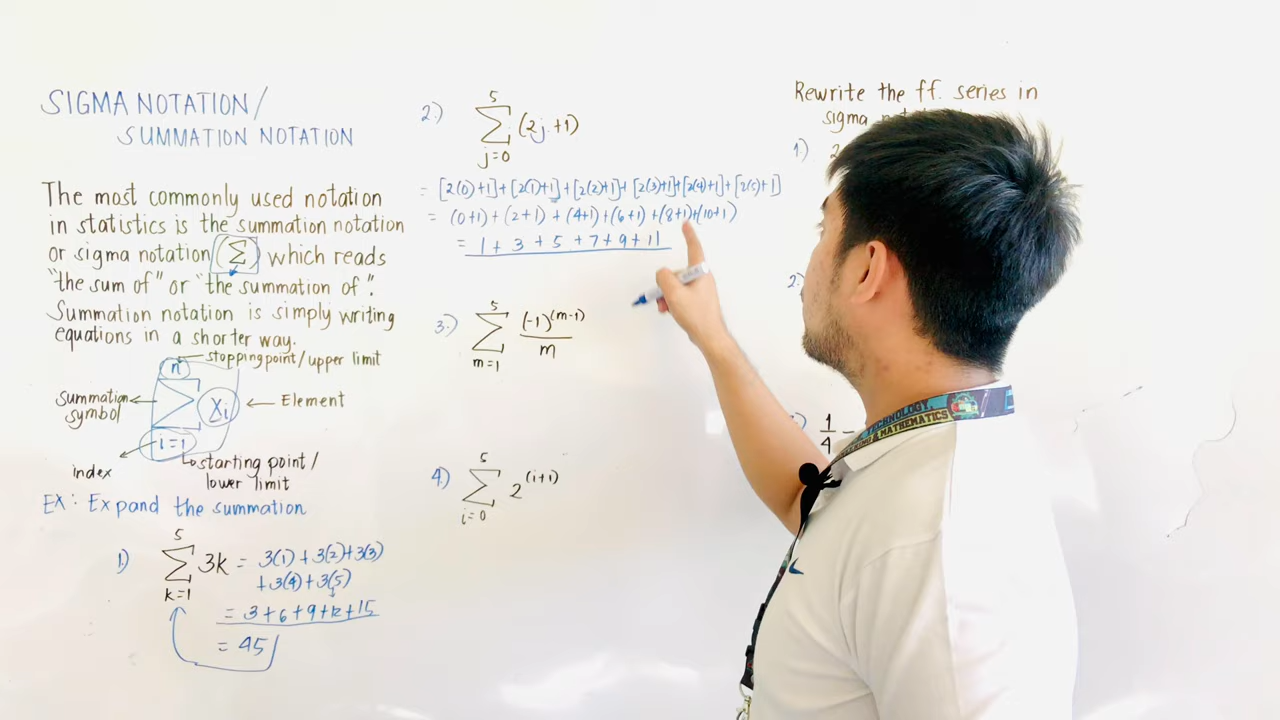 SIGMA NOTATION/
SUMMATION NOTATION
The most commonly used notation
in statistics is the summation notation
or sigma notation (Σ) which reads
"the sum of" or "the summation of".
Summation notation is simply writing
equations in a shorter way.
n → stopping point/upper limit
Summation
symbol
Σ
Xi
Element
i=1
index
starting point/
lower limit
EX: Expand the summation
1.)
5
Σ 3k = 3(1)+3(2)+3(3)
k=1
+3(4)+3(5)
= 3+6+9+12+15
= 45
2.)
5
Σ (2j+1)
j=0
= [2(0)+1]+[2(1)+1]+[2(2)+1]+[2(3)+1]+[2(4)+1]+[2(5)+1]
= (0+1)+(2+1)+(4+1)+(6+1)+(8+1)+(10+1)
= 1+3+5+7+9+11
3.)
5
Σ (-1)^(m-1)
m
m=1
4.)
5
Σ 2^(i+1)
i=0
Rewrite the ff. series in
sigma
1.) 2
2.)
1
4 -
TECHNOLOGY,
& MATHEMATICS